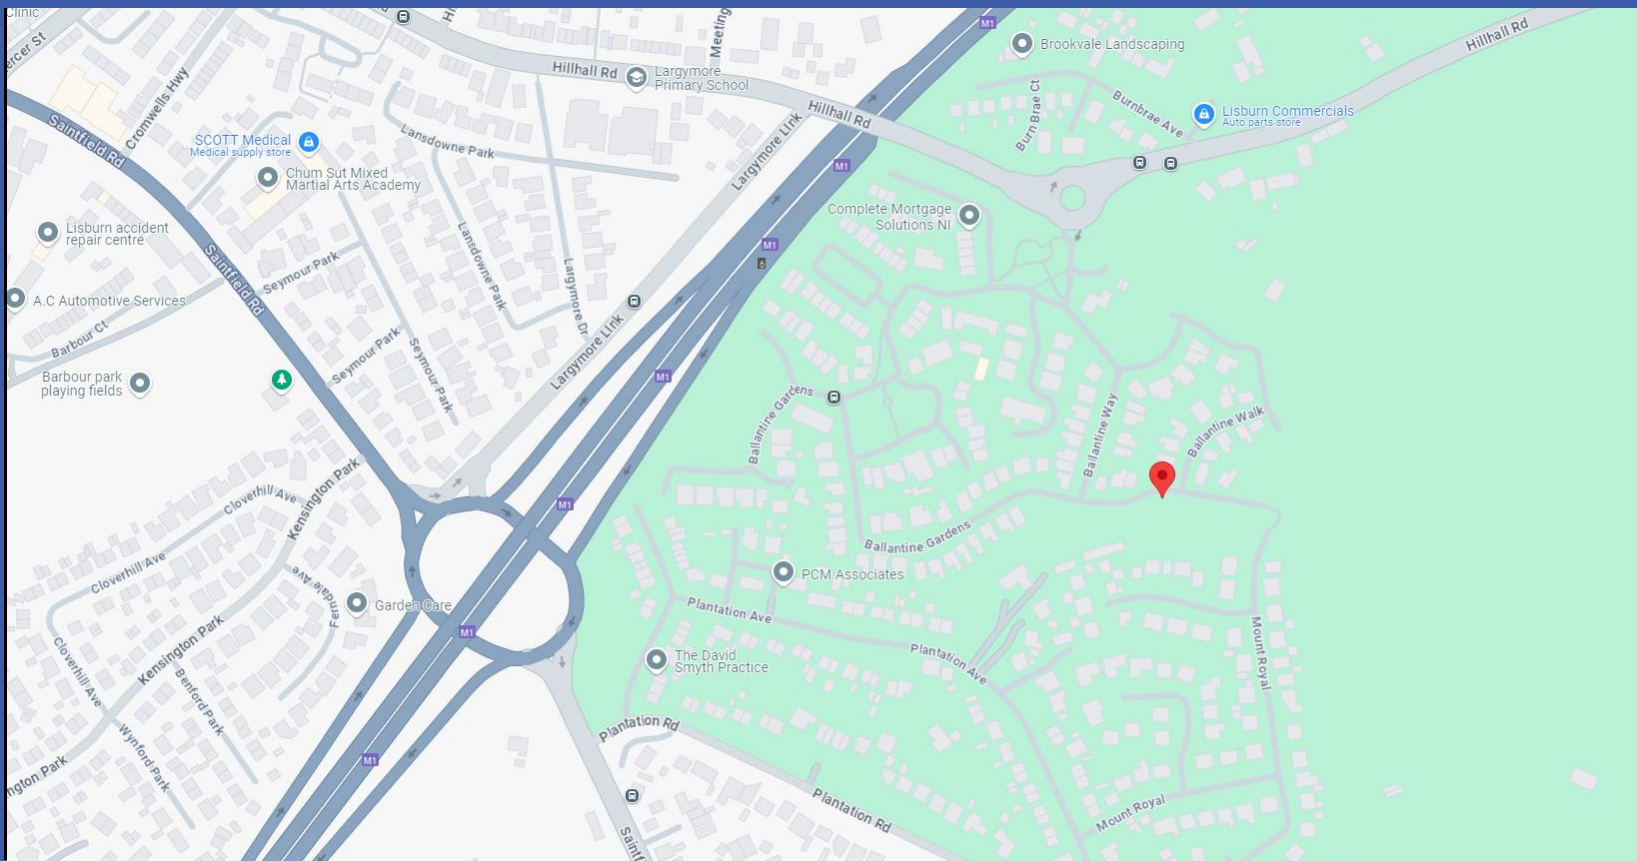 Clinic
ercer St
Cromwells Hwy
Hillhall Rd
Meeting
M1
Brookvale Landscaping
Hillhall Rd
Largymore
Primary School
Burn Brae Ct
Burnbrae Ave
Lisburn Commercials
Auto parts store
Saintfield Rd
SCOTT Medical
Medical supply store
Chum Sut Mixed
Martial Arts Academy
Lansdowne Park
Largymore Link
Hillhall Rd
M1
Complete Mortgage
Solutions NI
Lisburn accident
repair centre
Saintfield Rd
Seymour Park
Lansdowne Park
Largymore Dr
M1
6
A.C Automotive Services
Barbour Ct
Seymour Park
Seymour Park
Largymore Link
M1
Barbour park
playing fields
Ballantine Gardens
Ballantine Way
Ballantine Walk
Cloverhill Ave
Kensington Park
M1
Ballantine Gardens
Cloverhill Ave
Ferndale Ave
PCM Associates
Garden Care
Plantation Ave
M1
Plantation Ave
Mount Royal
The David
Smyth Practice
Kensington Park
Cloverhill Ave
Benford Park
Wynford Park
Plantation Rd
M1
ngton Park
Plantation Rd
Mount Royal
Saintf